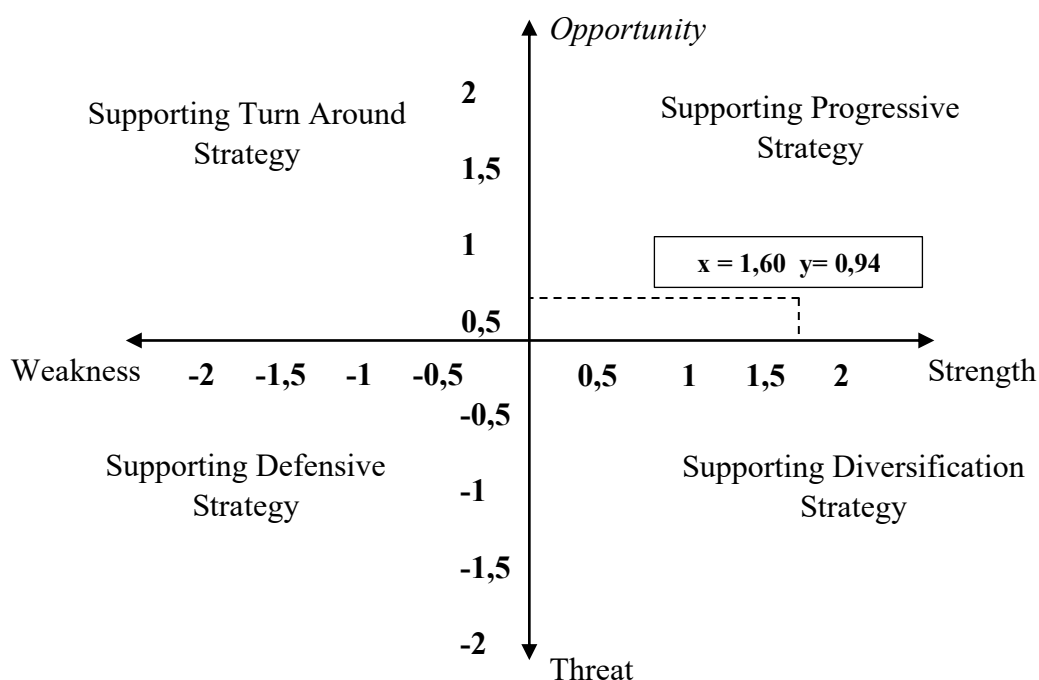 Opportunity
2
Supporting Turn Around
Strategy
Supporting Progressive
Strategy
1,5
1
x = 1,60 y= 0,94
0,5
Weakness
-2 -1,5 -1 -0,5 0,5 1 1,5 2
Strength
-0,5
Supporting Defensive
Strategy
Supporting Diversification
Strategy
-1
-1,5
-2
Threat